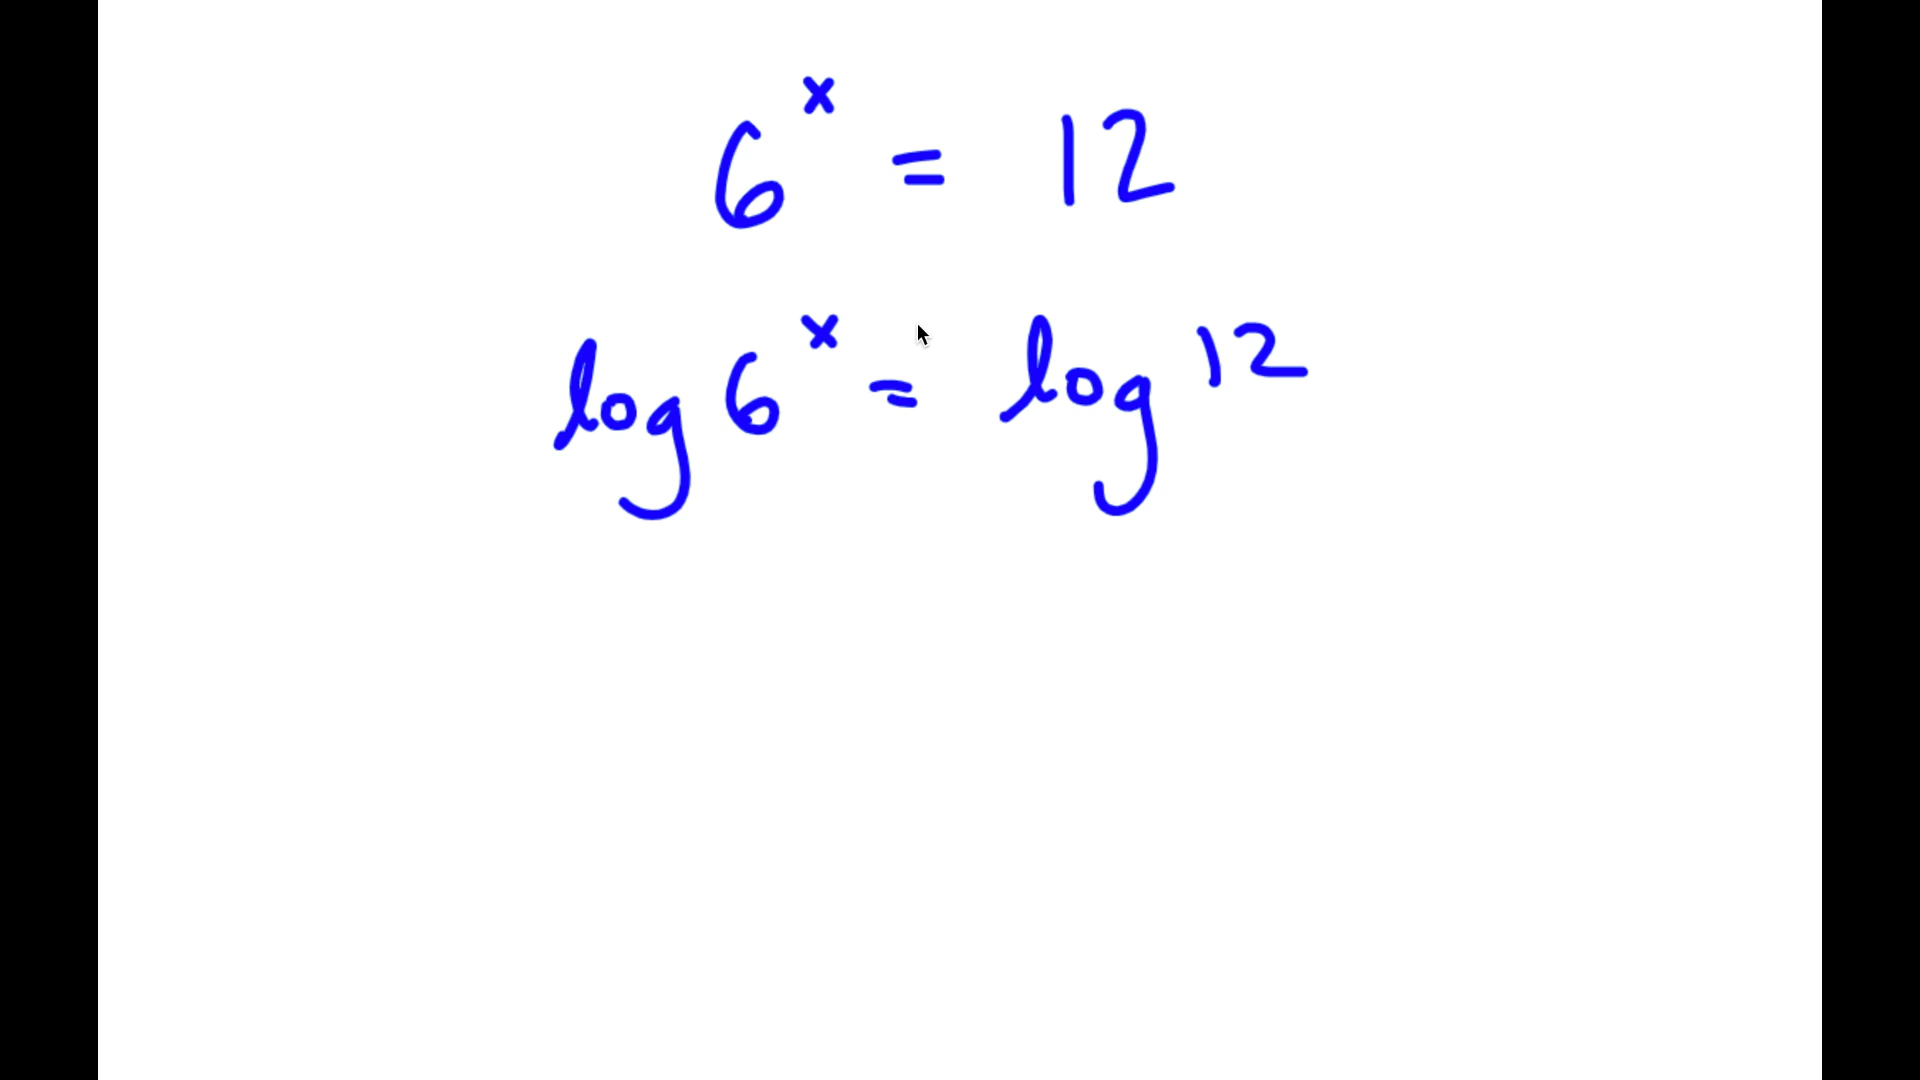 6^x = 12
log 6^x = log 12